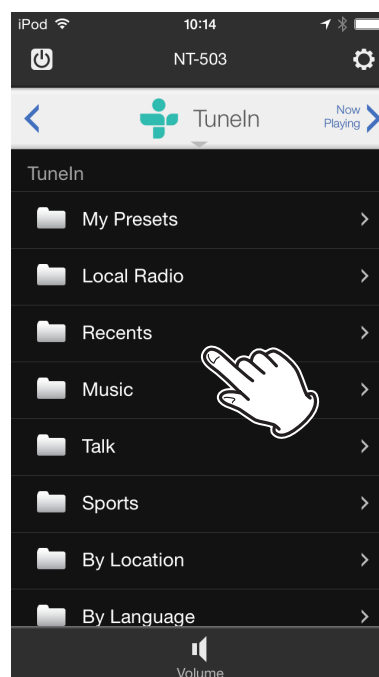 iPod 10:14
NT-503
TuneIn
Now
Playing
TuneIn
My Presets
Local Radio
Recents
Music
Talk
Sports
By Location
By Language
Volume